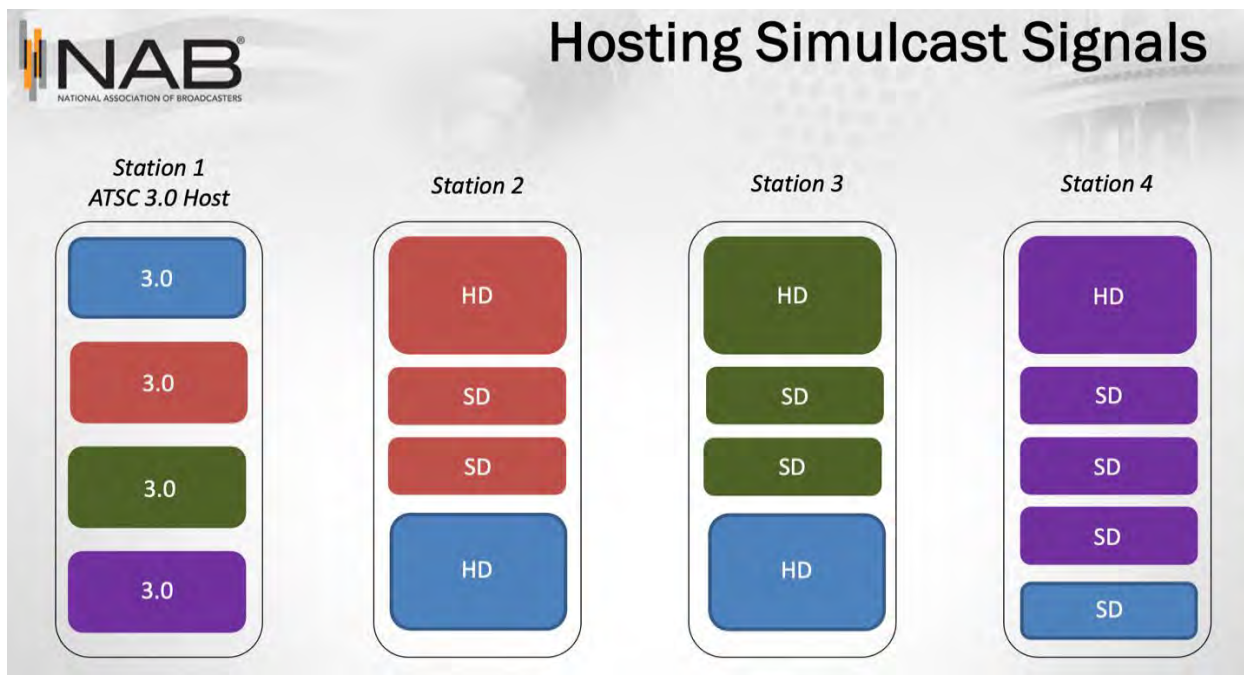 NAB®
NATIONAL ASSOCIATION OF BROADCASTERS
Hosting Simulcast Signals
Station 1
ATSC 3.0 Host
3.0
3.0
3.0
3.0
Station 2
HD
SD
SD
HD
Station 3
HD
SD
SD
HD
Station 4
HD
SD
SD
SD
SD